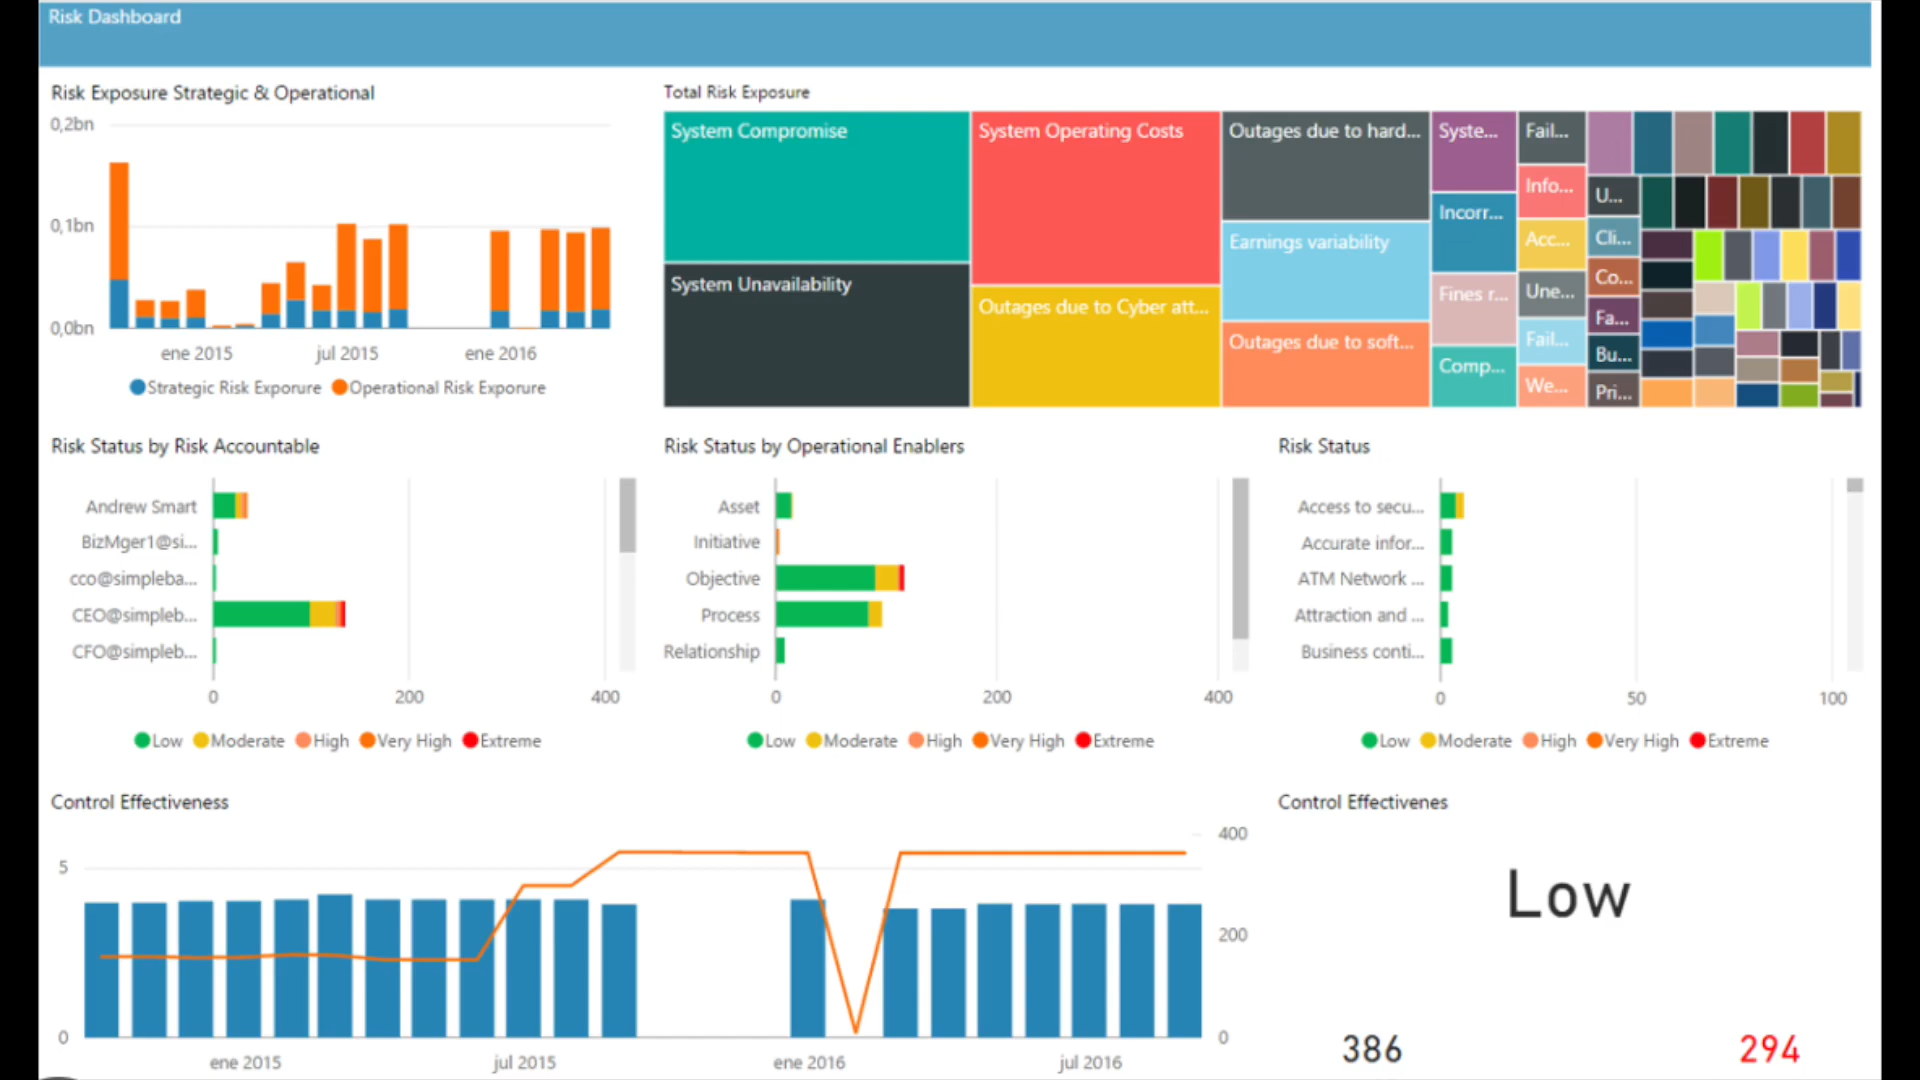 Risk Dashboard
Risk Exposure Strategic & Operational
0,2bn
0,1bn
0,0bn
ene 2015
jul 2015
ene 2016
Strategic Risk Exporure
Operational Risk Exporure
Total Risk Exposure
System Compromise
System Unavailability
System Operating Costs
Outages due to Cyber att...
Outages due to hard...
Earnings variability
Outages due to soft...
Syste...
Incorr...
Fines r...
Comp...
Fail...
Info...
Acc...
Une...
Fail...
We...
U...
Cli...
Co...
Fa...
Bu...
Pri...
Risk Status by Risk Accountable
Andrew Smart
BizMger1@si...
cco@simpleba...
CEO@simpleb...
CFO@simpleb...
0 200 400
Low Moderate High Very High Extreme
Risk Status by Operational Enablers
Asset
Initiative
Objective
Process
Relationship
0 200 400
Low Moderate High Very High Extreme
Risk Status
Access to secu...
Accurate infor...
ATM Network ...
Attraction and ...
Business conti...
0 50 100
Low Moderate High Very High Extreme
Control Effectiveness
5
0
400
200
0
ene 2015
jul 2015
ene 2016
jul 2016
Control Effectivenes
Low
386
294